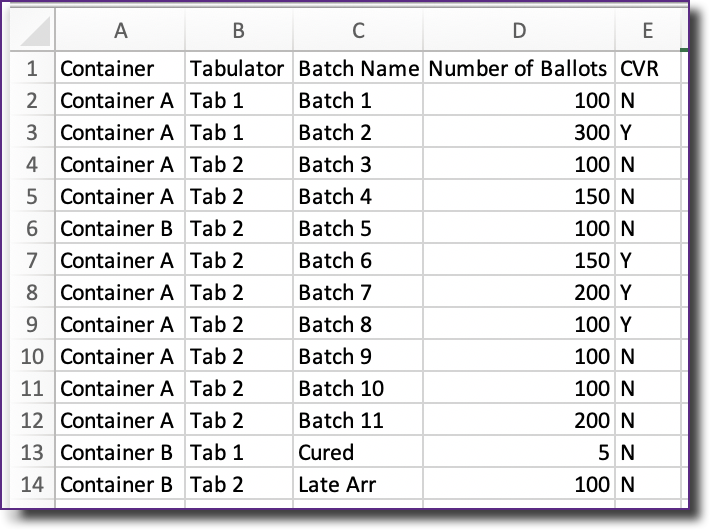 A B C D E
1 Container Tabulator Batch Name Number of Ballots CVR
2 Container A Tab 1 Batch 1 100 N
3 Container A Tab 1 Batch 2 300 Y
4 Container A Tab 2 Batch 3 100 N
5 Container A Tab 2 Batch 4 150 N
6 Container B Tab 2 Batch 5 100 N
7 Container A Tab 2 Batch 6 150 Y
8 Container A Tab 2 Batch 7 200 Y
9 Container A Tab 2 Batch 8 100 Y
10 Container A Tab 2 Batch 9 100 N
11 Container A Tab 2 Batch 10 100 N
12 Container A Tab 2 Batch 11 200 N
13 Container B Tab 1 Cured 5 N
14 Container B Tab 2 Late Arr 100 N